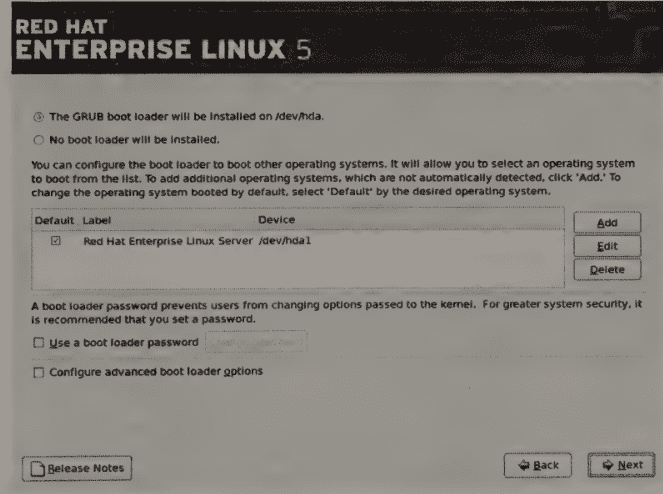 RED HAT
ENTERPRISE LINUX 5
The GRUB boot loader will be installed on /dev/hda.
No boot loader will be installed.
You can configure the boot loader to boot other operating systems. It will allow you to select an operating system
to boot from the list. To add additional operating systems, which are not automatically detected, click 'Add.' To
change the operating system booted by default, select 'Default' by the desired operating system.
Default Label Device
Red Hat Enterprise Linux Server /dev/hda1
Add
Edit
Delete
A boot loader password prevents users from changing options passed to the kernel. For greater system security, it
is recommended that you set a password.
Use a boot loader password
Configure advanced boot loader options
Release Notes
Back
Next